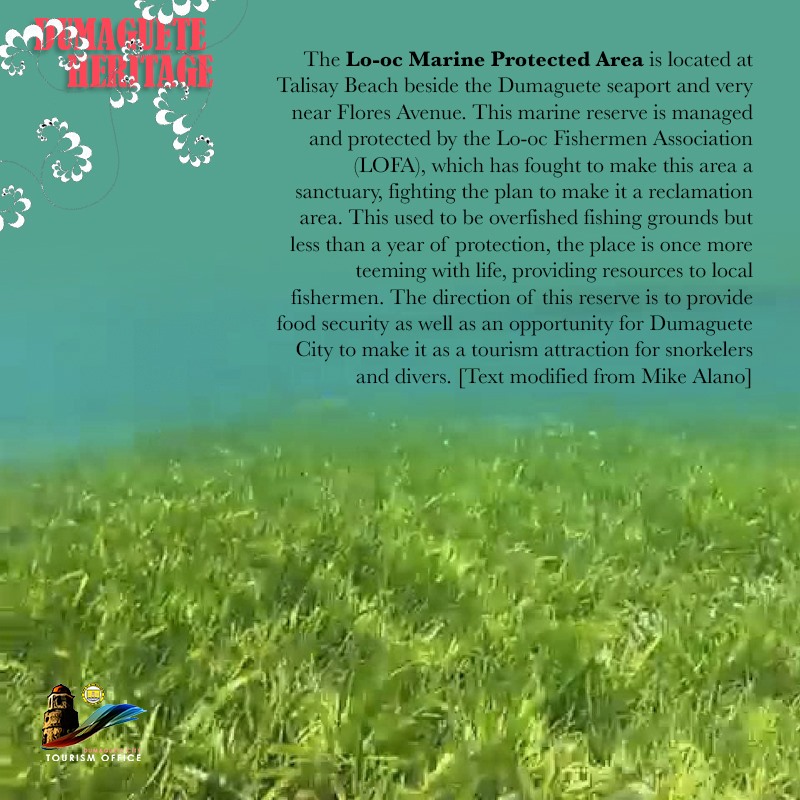 DUMAGUETE
HERITAGE
The Lo-oc Marine Protected Area is located at
Talisay Beach beside the Dumaguete seaport and very
near Flores Avenue. This marine reserve is managed
and protected by the Lo-oc Fishermen Association
(LOFA), which has fought to make this area a
sanctuary, fighting the plan to make it a reclamation
area. This used to be overfished fishing grounds but
less than a year of protection, the place is once more
teeming with life, providing resources to local
fishermen. The direction of this reserve is to provide
food security as well as an opportunity for Dumaguete
City to make it as a tourism attraction for snorkelers
and divers. [Text modified from Mike Alano]
TOURISM OFFICE